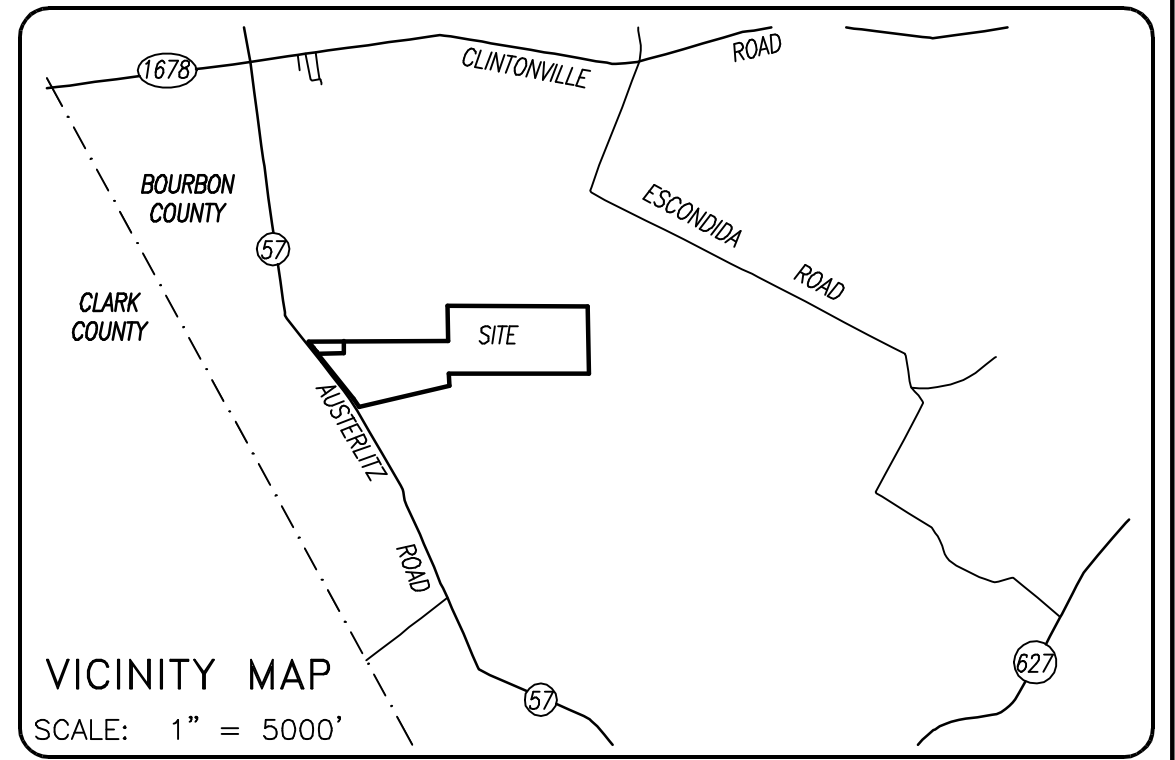 CLINTONVILLE
ROAD
1678
BOURBON
COUNTY
ESCONDIDA
ROAD
57
CLARK
COUNTY
SITE
AUSTERLITZ
ROAD
627
57
VICINITY MAP
SCALE: 1" = 5000'